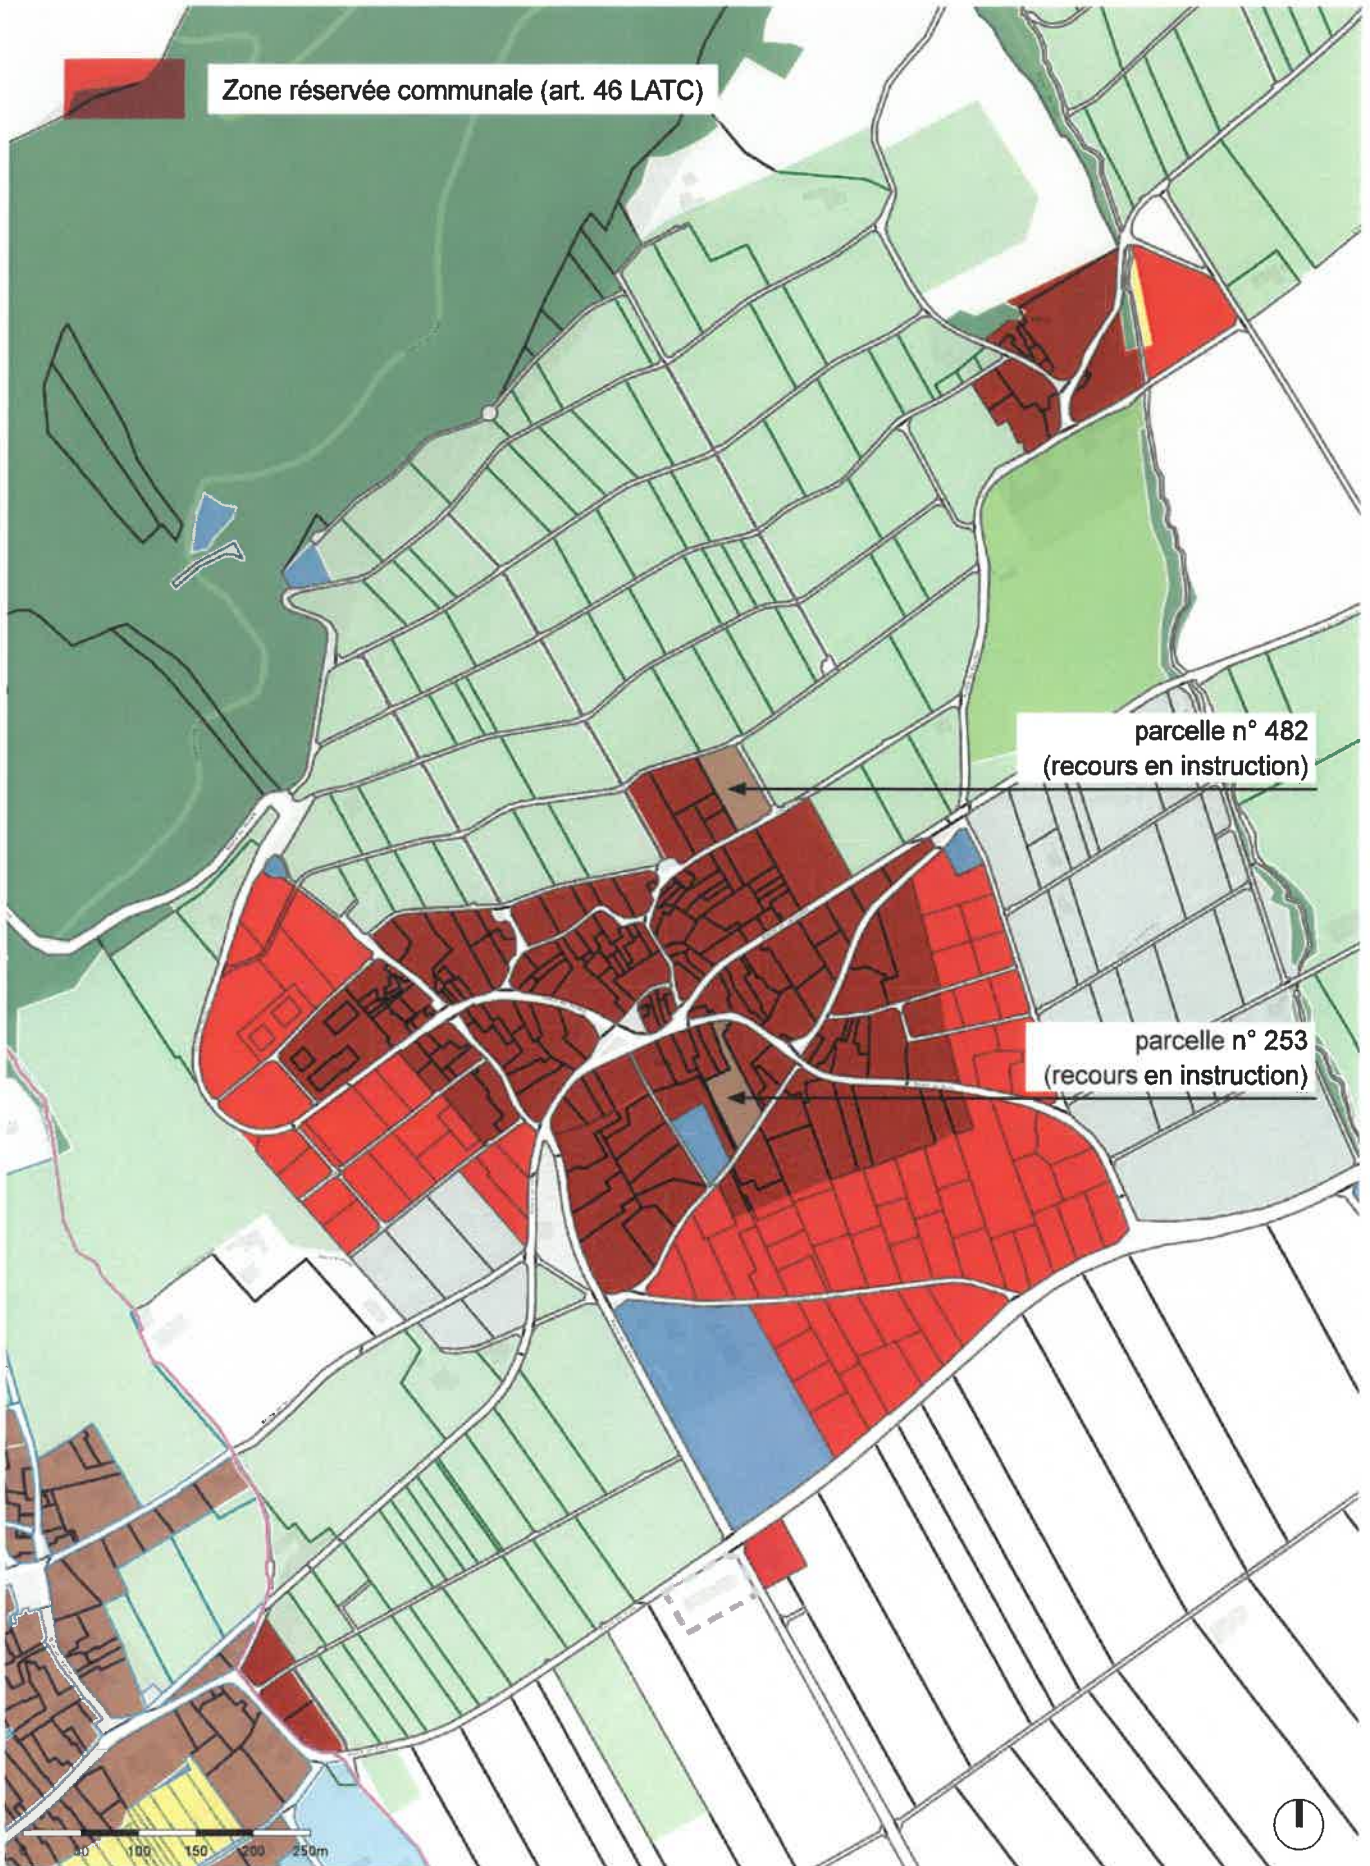 Zone réservée communale (art. 46 LATC)
parcelle n° 482
(recours en instruction)
parcelle n° 253
(recours en instruction)
0 50 100 150 200 250m